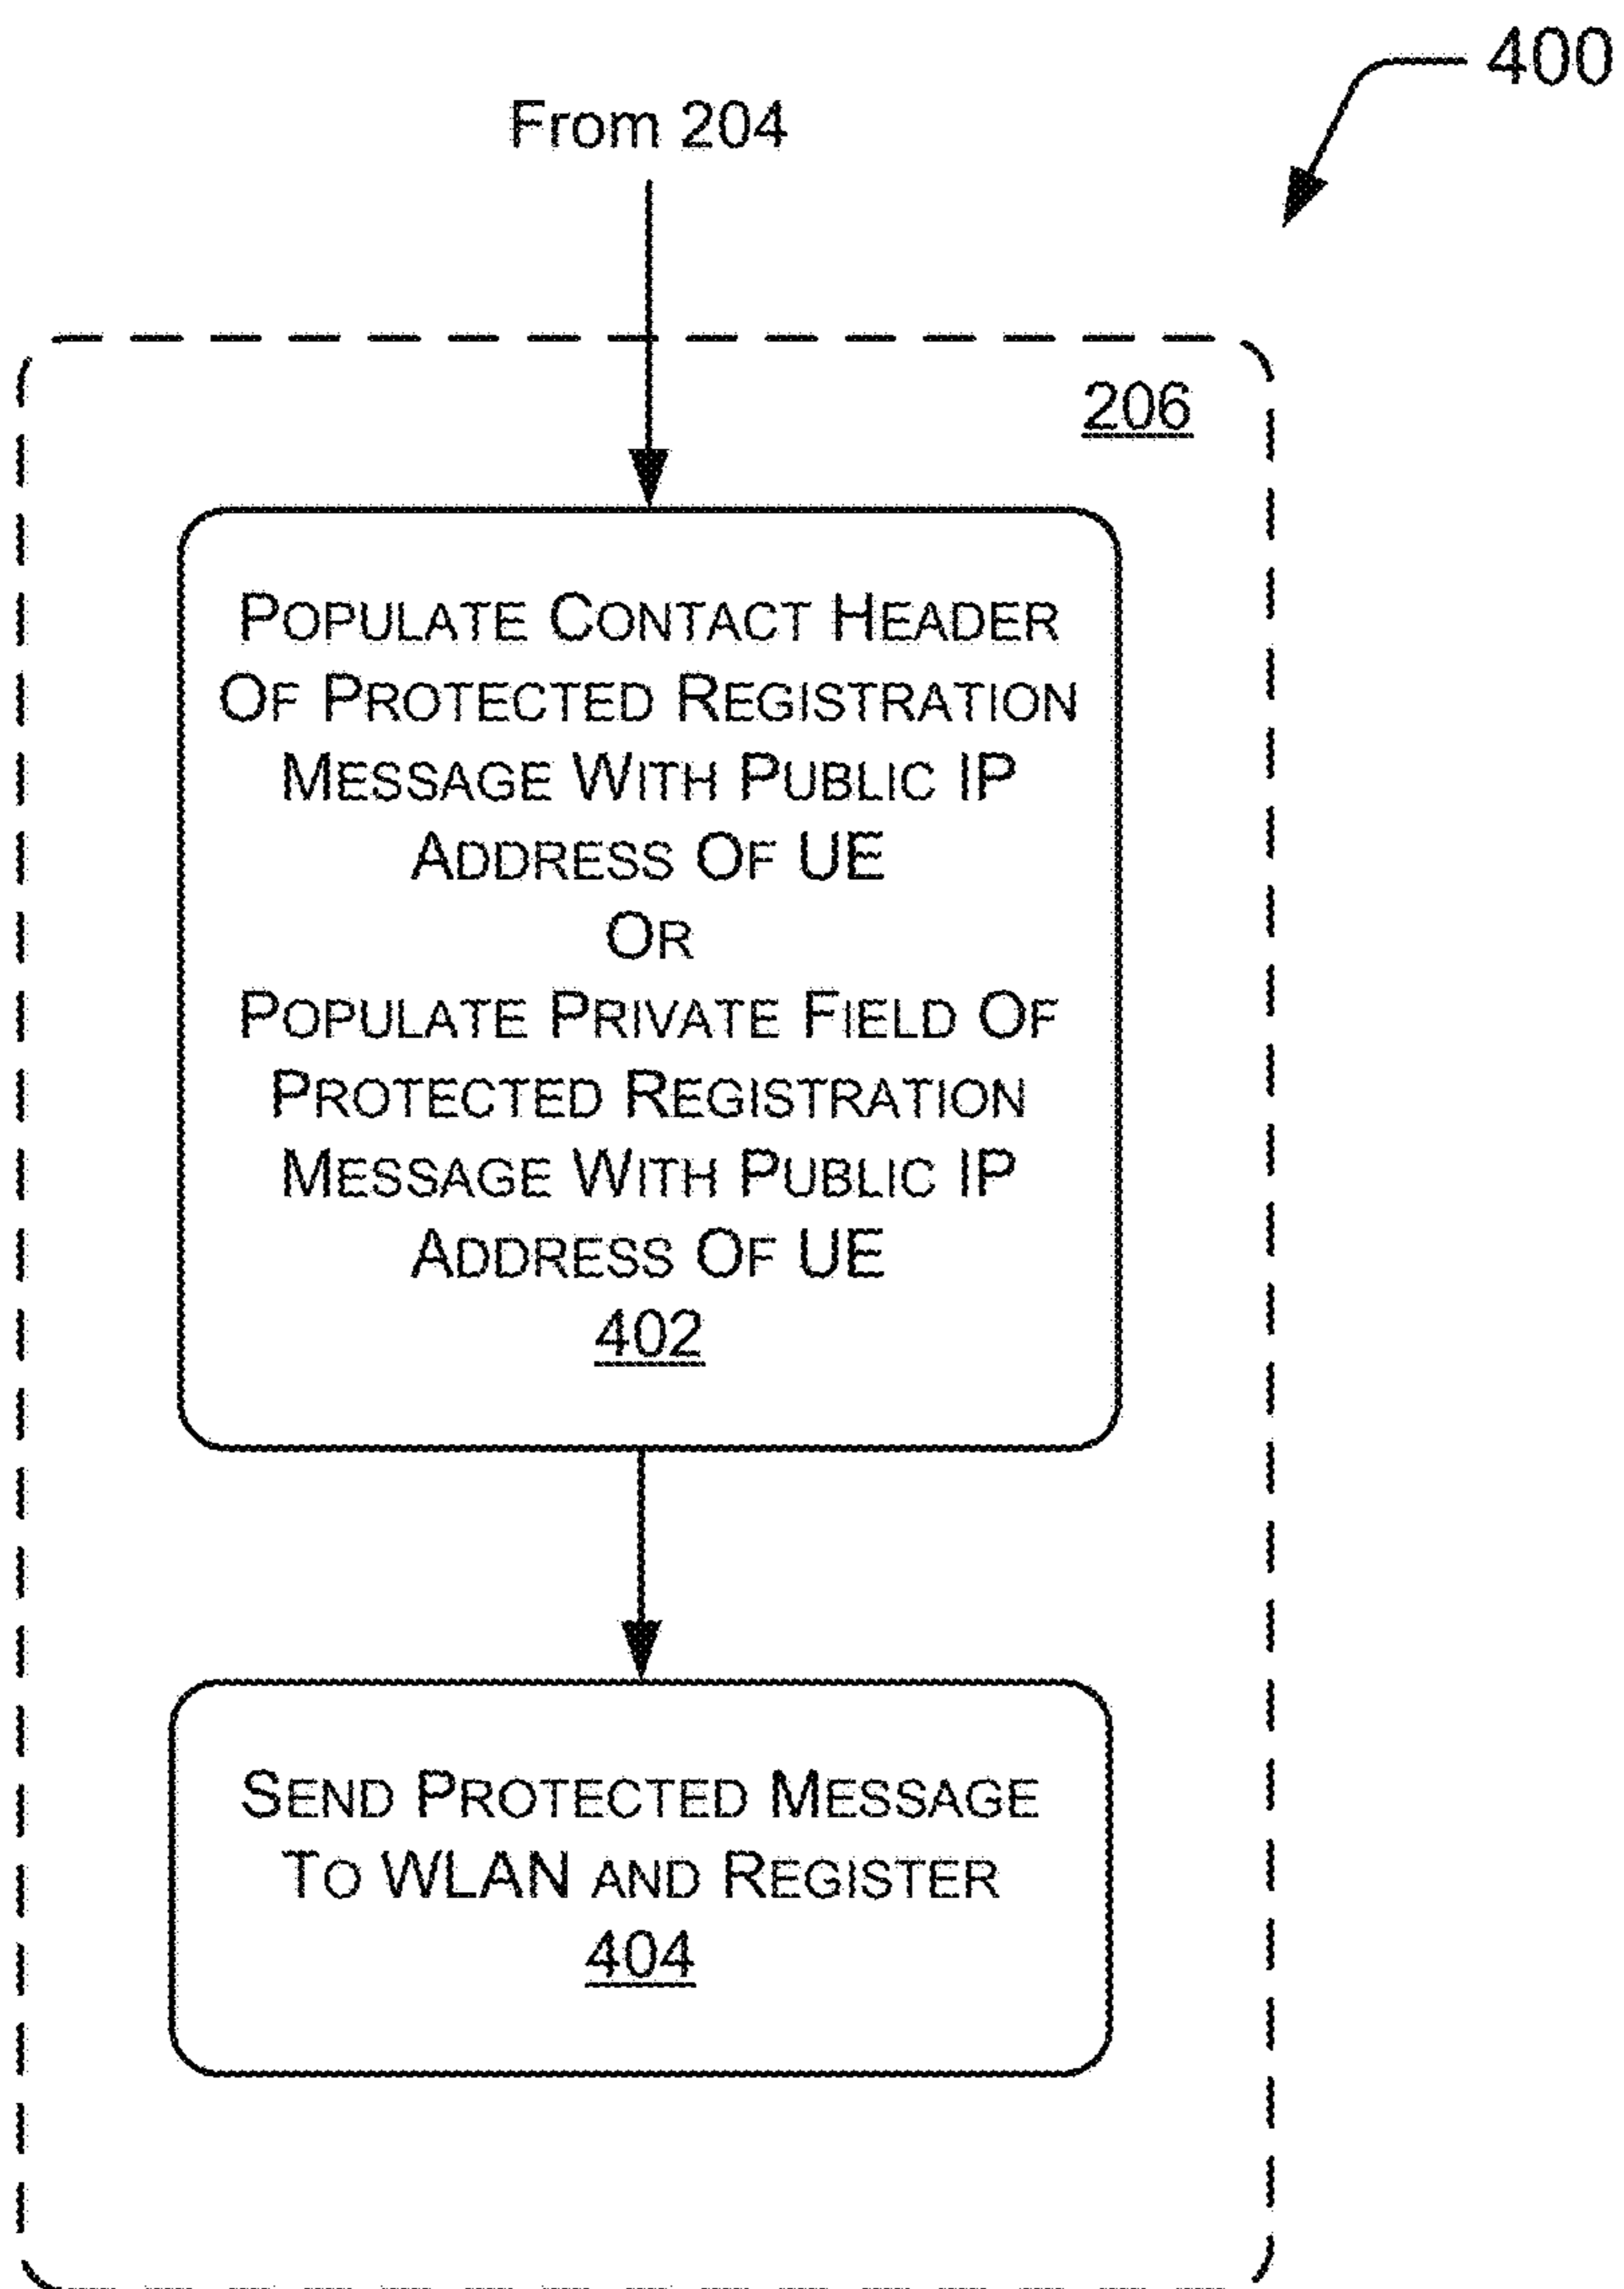 400
From 204
206
POPULATE CONTACT HEADER
OF PROTECTED REGISTRATION
MESSAGE WITH PUBLIC IP
ADDRESS OF UE
OR
POPULATE PRIVATE FIELD OF
PROTECTED REGISTRATION
MESSAGE WITH PUBLIC IP
ADDRESS OF UE
402
SEND PROTECTED MESSAGE
TO WLAN AND REGISTER
404